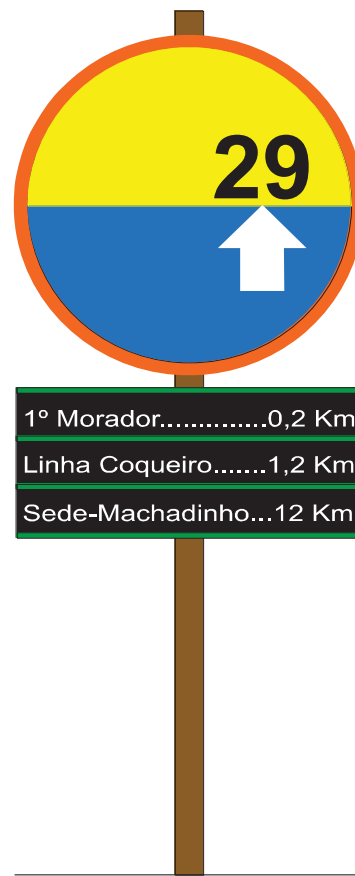 29
1º Morador..............0,2 Km
Linha Coqueiro.......1,2 Km
Sede-Machadinho...12 Km